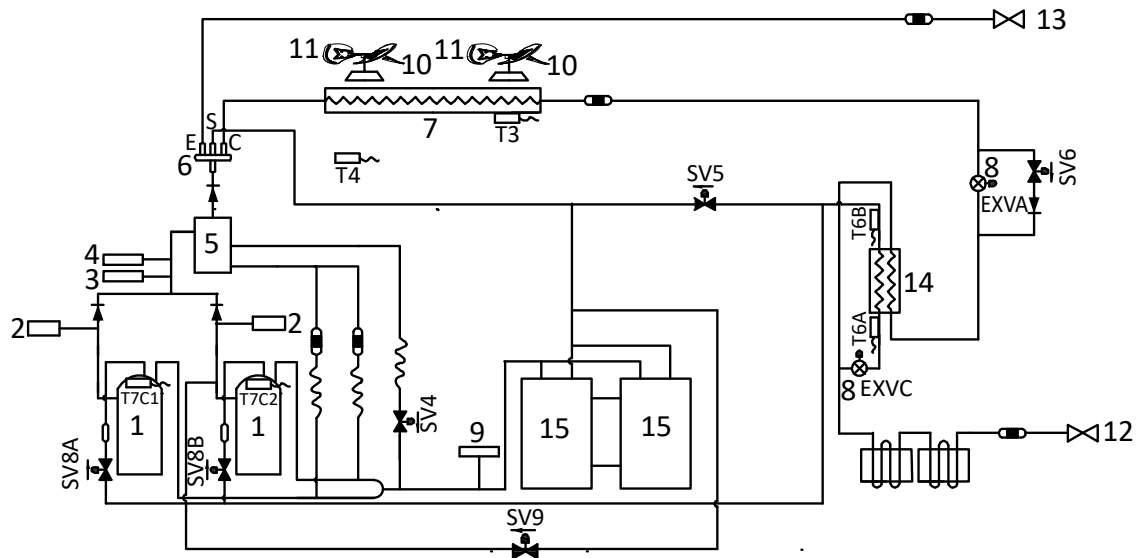 13
11 10 11 10
7
T3
S
E C
6
T4
SV5
8
EXVA
SV6
T6B
5
4
3
14
2 2
T6A
8 EXVC
T7C1 T7C2
1 1
SV4
9
15 15
12
SV8A SV8B
SV9